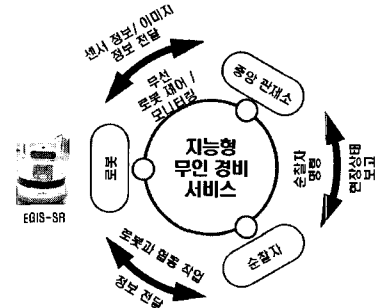 센서 정보/ 이미지
정보 전달
무선
로봇 제어 /
모니터링
중앙 관제소
지능형
무인 경비
서비스
로봇
EGIS-SR
순찰자
명령
현장상태
보고
순찰자
로봇과 협동 작업
정보 전달